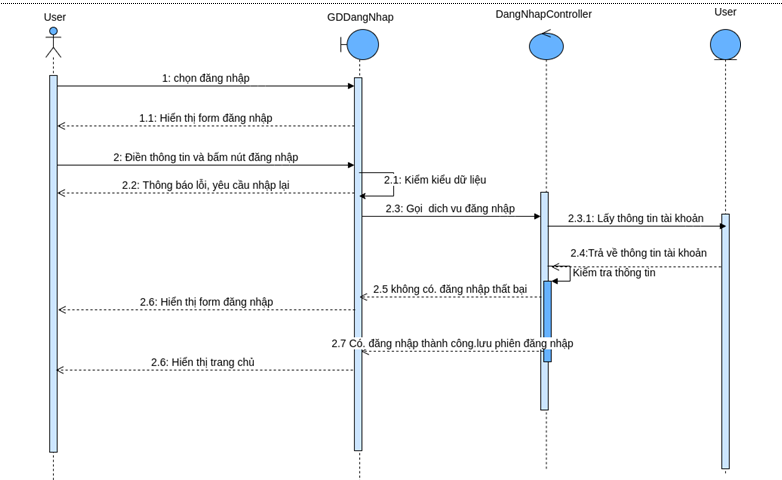 User
GDDangNhap
DangNhapController
User
1: chọn đăng nhập
1.1: Hiển thị form đăng nhập
2: Điền thông tin và bấm nút đăng nhập
2.1: Kiểm kiểu dữ liệu
2.2: Thông báo lỗi, yêu cầu nhập lại
2.3: Gọi dich vu đăng nhập
2.3.1: Lấy thông tin tài khoản
2.4:Trả về thông tin tài khoản
Kiểm tra thông tin
2.5 không có. đăng nhập thất bại
2.6: Hiển thị form đăng nhập
2.7 Có. đăng nhập thành công.lưu phiên đăng nhập
2.6: Hiển thị trang chủ